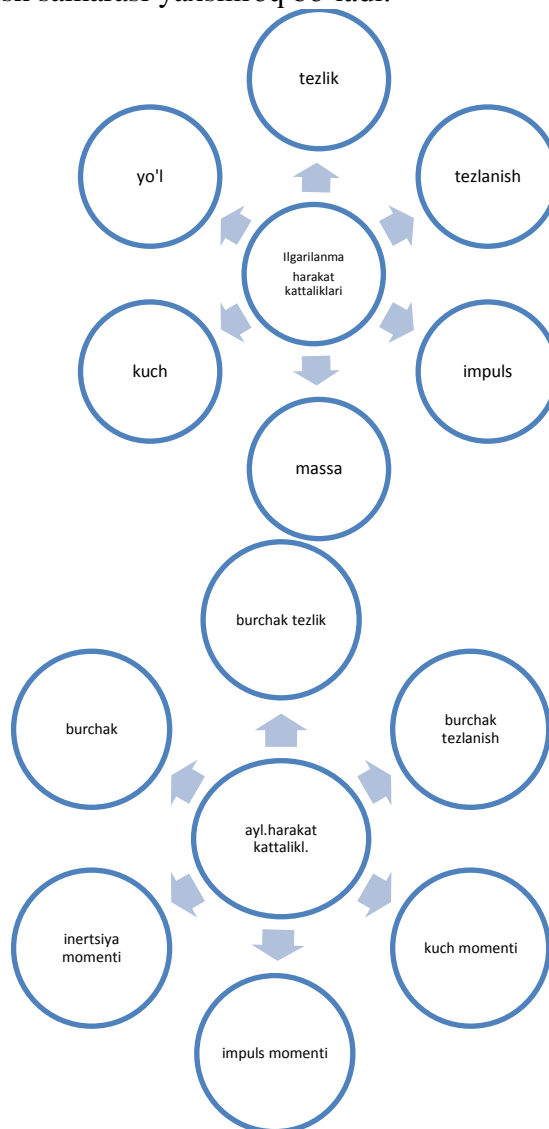 tezlik
yo'l
tezlanish
Ilgarilanma
harakat
kattaliklari
kuch
impuls
massa
burchak tezlik
burchak
burchak
tezlanish
ayl.harakat
kattalikl.
inertsiya
momenti
kuch momenti
impuls momenti